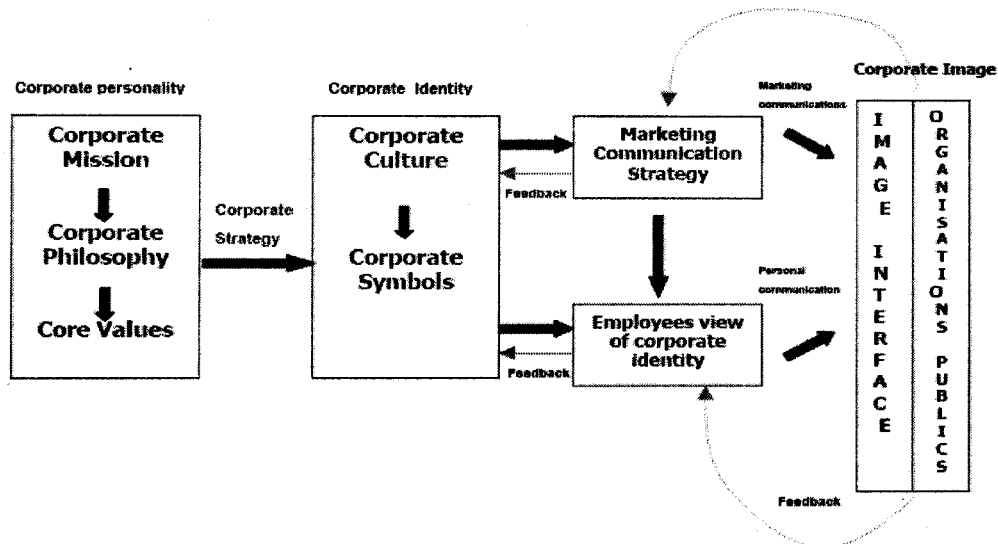 Corporate personality
Corporate
Mission
Corporate
Philosophy
Core Values
Corporate
Strategy
Corporate Identity
Corporate
Culture
Corporate
Symbols
Feedback
Feedback
Marketing
Communication
Strategy
Employees view
of corporate
identity
Marketing
communications
Personal
communication
Corporate Image
IMAGE INTERFACE
ORGANISATIONS PUBLICS
Feedback